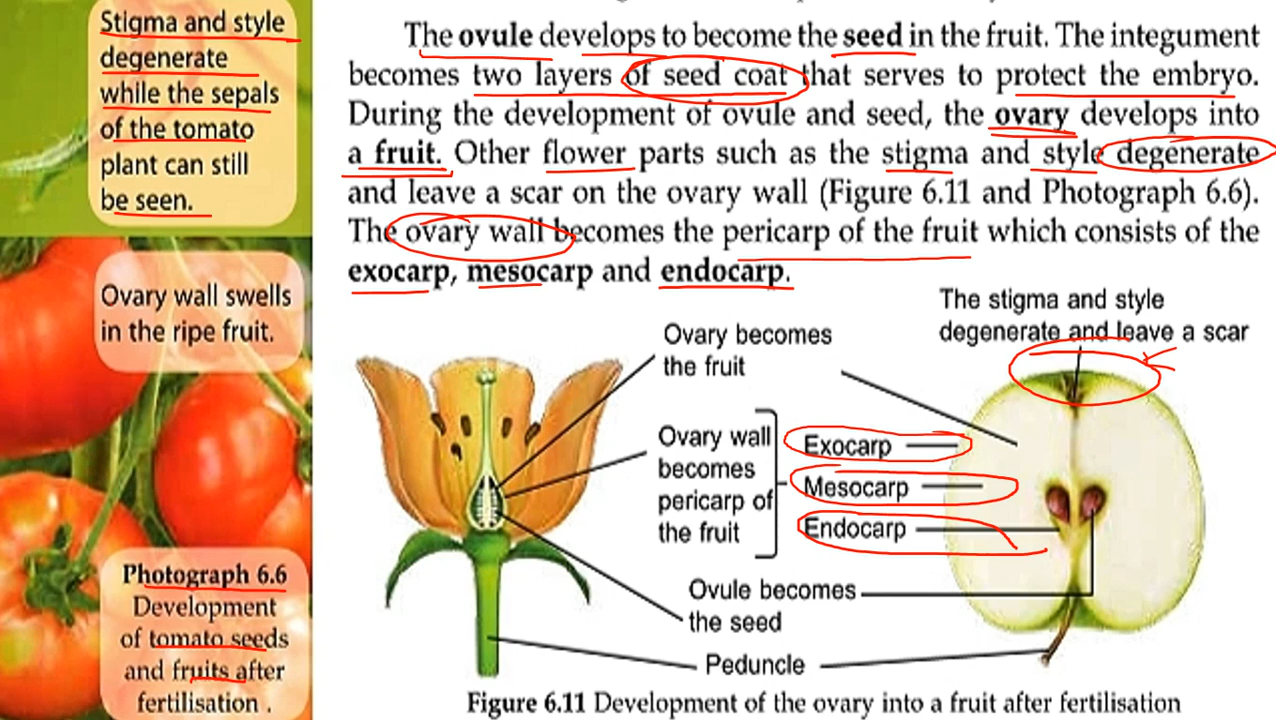 Stigma and style
degenerate
while the sepals
of the tomato
plant can still
be seen.
Ovary wall swells
in the ripe fruit.
Photograph 6.6
Development
of tomato seeds
and fruits after
fertilisation .
The ovule develops to become the seed in the fruit. The integument
becomes two layers of seed coat that serves to protect the embryo.
During the development of ovule and seed, the ovary develops into
a fruit. Other flower parts such as the stigma and style degenerate
and leave a scar on the ovary wall (Figure 6.11 and Photograph 6.6).
The ovary wall becomes the pericarp of the fruit which consists of the
exocarp, mesocarp and endocarp.
Ovary becomes
the fruit
The stigma and style
degenerate and leave a scar
Ovary wall
becomes
pericarp of
the fruit
Exocarp
Mesocarp
Endocarp
Ovule becomes
the seed
Peduncle
Figure 6.11 Development of the ovary into a fruit after fertilisation